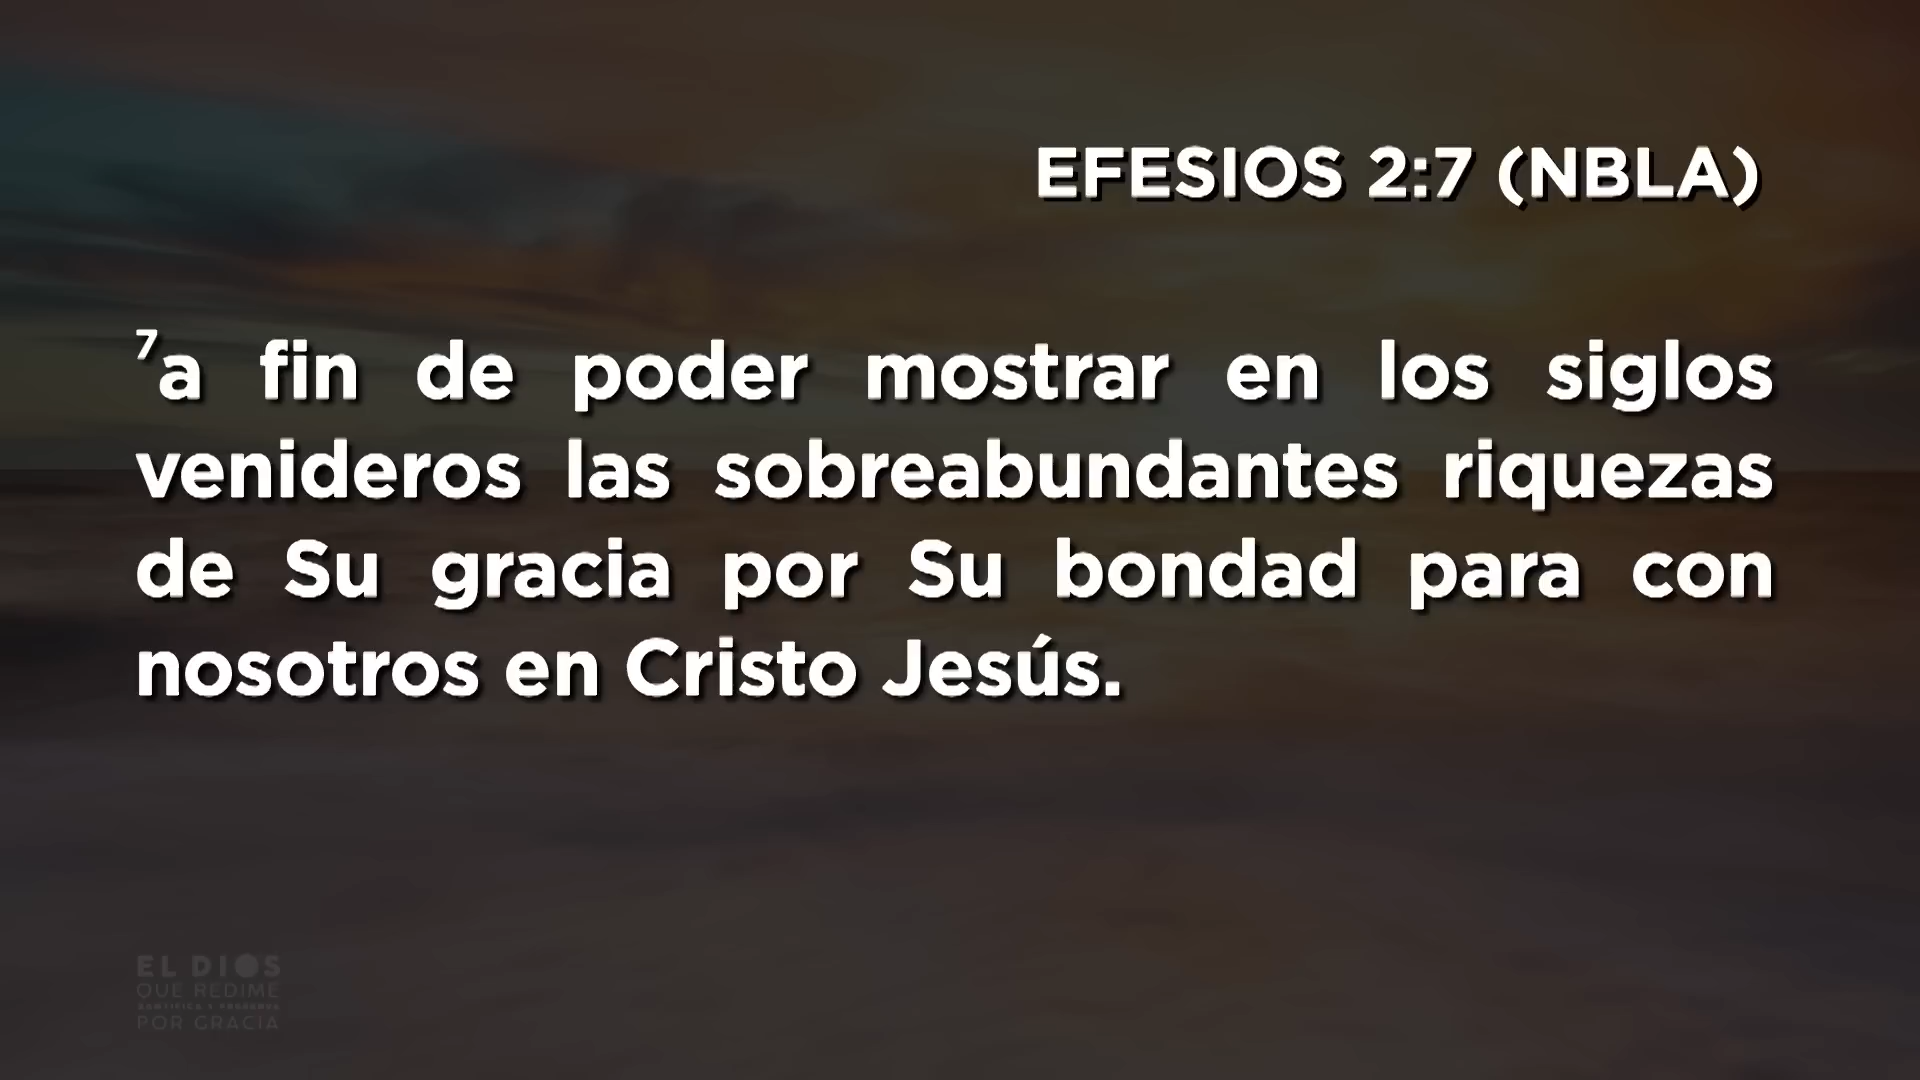 EFESIOS 2:7 (NBLA)
⁷a fin de poder mostrar en los siglos
venideros las sobreabundantes riquezas
de Su gracia por Su bondad para con
nosotros en Cristo Jesús.
EL DIOS
QUE REDIME
POR GRACIA